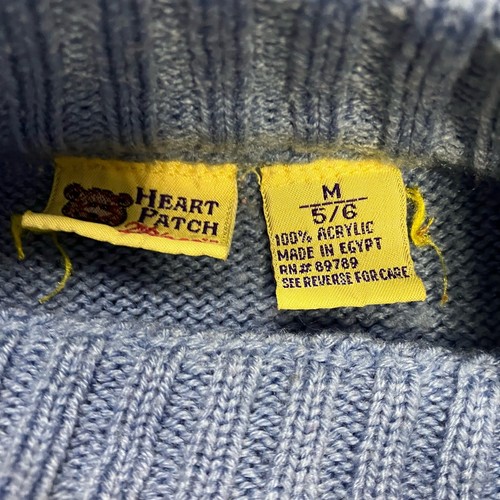 HEART
PATCH
M
5/6
100% ACRYLIC
MADE IN EGYPT
RN# 89789
SEE REVERSE FOR CARE